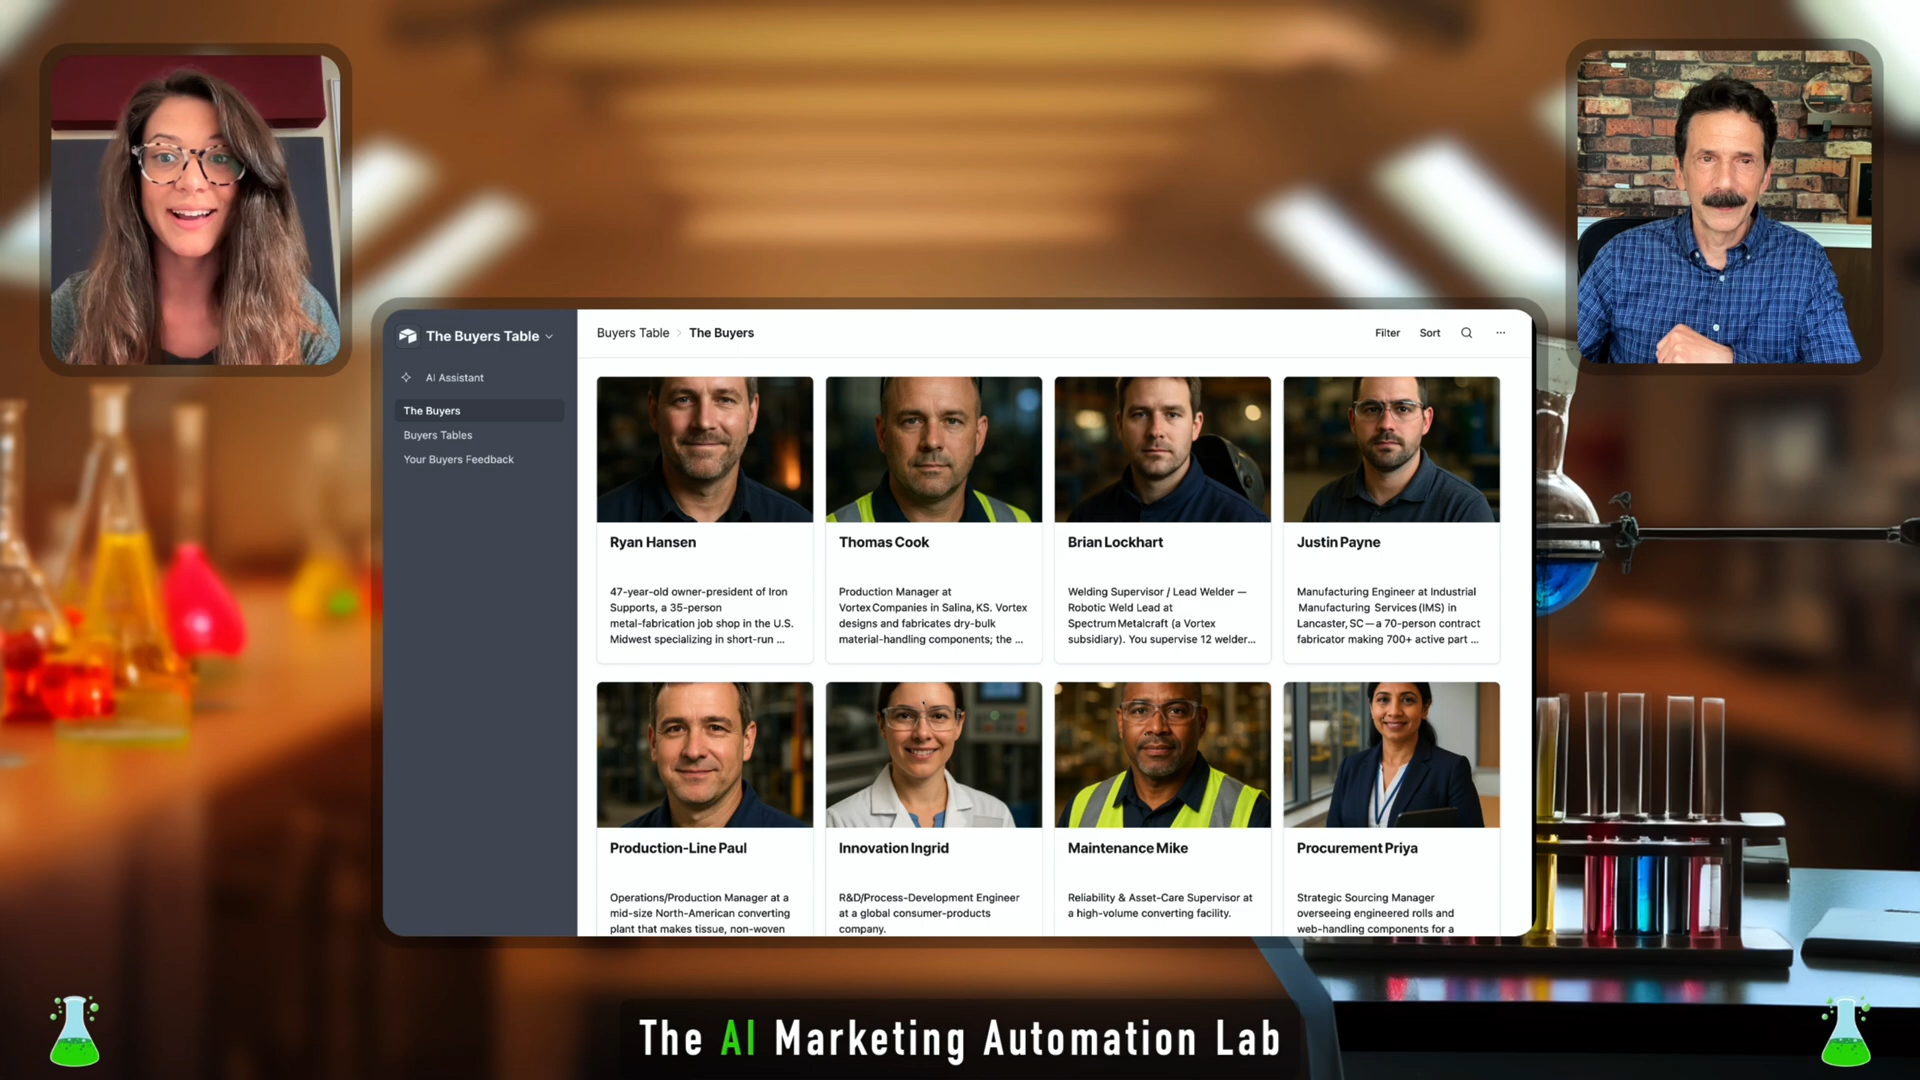 The Buyers Table
AI Assistant
The Buyers
Buyers Tables
Your Buyers Feedback
Buyers Table > The Buyers
Filter
Sort
Ryan Hansen
47-year-old owner-president of Iron
Supports, a 35-person
metal-fabrication job shop in the U.S.
Midwest specializing in short-run ...
Thomas Cook
Production Manager at
Vortex Companies in Salina, KS. Vortex
designs and fabricates dry-bulk
material-handling components; the ...
Brian Lockhart
Welding Supervisor / Lead Welder —
Robotic Weld Lead at
Spectrum Metalcraft (a Vortex
subsidiary). You supervise 12 welder...
Justin Payne
Manufacturing Engineer at Industrial
Manufacturing Services (IMS) in
Lancaster, SC — a 70-person contract
fabricator making 700+ active part ...
Production-Line Paul
Operations/Production Manager at a
mid-size North-American converting
plant that makes tissue, non-woven
Innovation Ingrid
R&D/Process-Development Engineer
at a global consumer-products
company.
Maintenance Mike
Reliability & Asset-Care Supervisor at
a high-volume converting facility.
Procurement Priya
Strategic Sourcing Manager
overseeing engineered rolls and
web-handling components for a
The AI Marketing Automation Lab